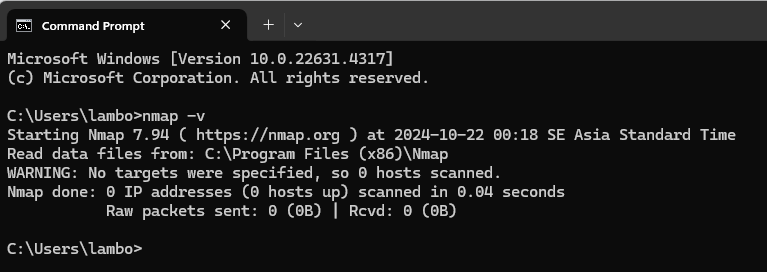 Command Prompt
Microsoft Windows [Version 10.0.22631.4317]
(c) Microsoft Corporation. All rights reserved.
C:\Users\lambo>nmap -v
Starting Nmap 7.94 ( https://nmap.org ) at 2024-10-22 00:18 SE Asia Standard Time
Read data files from: C:\Program Files (x86)\Nmap
WARNING: No targets were specified, so 0 hosts scanned.
Nmap done: 0 IP addresses (0 hosts up) scanned in 0.04 seconds
Raw packets sent: 0 (0B) | Rcvd: 0 (0B)
C:\Users\lambo>